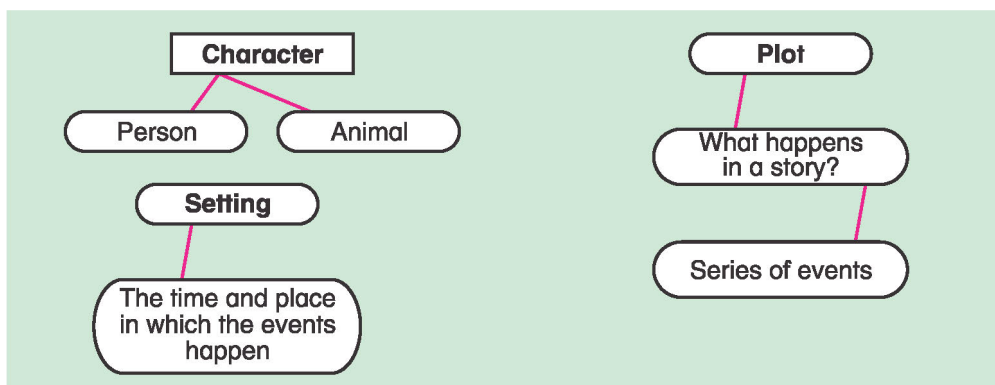 Character
Person
Animal
Setting
The time and place
in which the events
happen
Plot
What happens
in a story?
Series of events